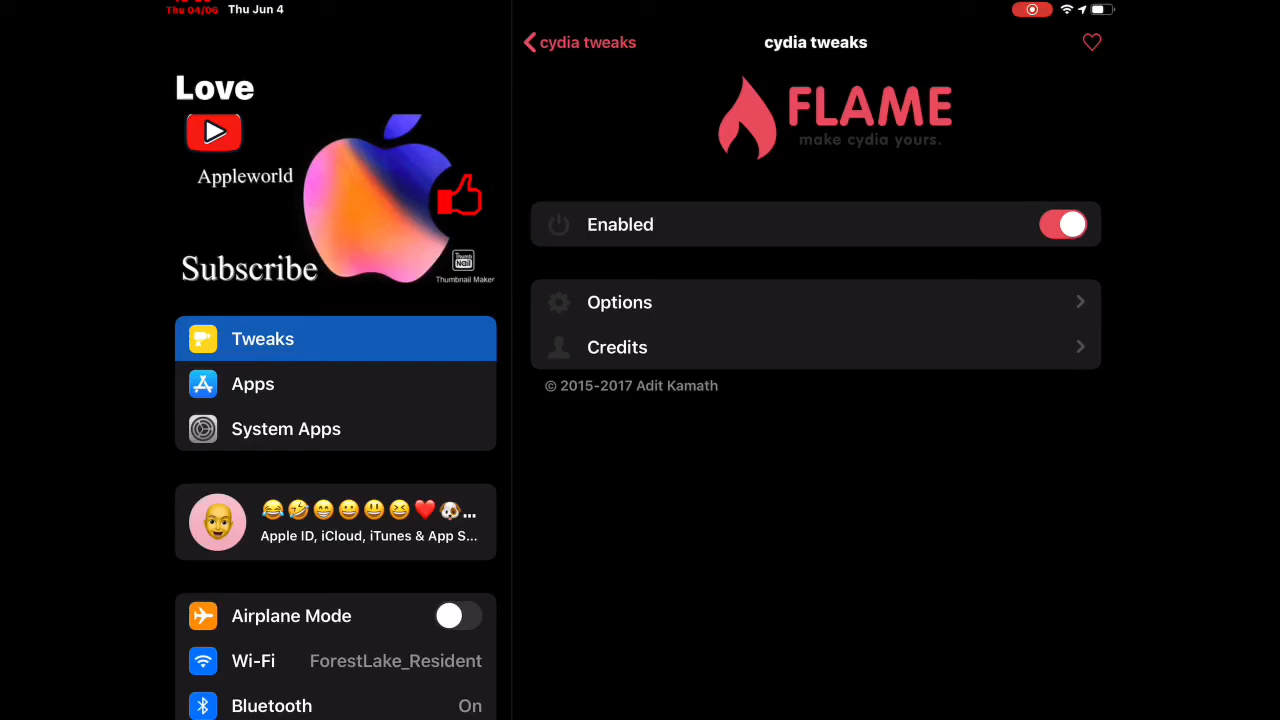 Thu 04/06
Thu Jun 4
Love
Appleworld
Subscribe
Thumb
Nail
Thumbnail Maker
Tweaks
Apps
System Apps
😂🤣😁😀😃😆❤️🐶...
Apple ID, iCloud, iTunes & App S...
Airplane Mode
Wi-Fi ForestLake_Resident
Bluetooth On
cydia tweaks
cydia tweaks
FLAME
make cydia yours.
Enabled
Options
Credits
© 2015-2017 Adit Kamath